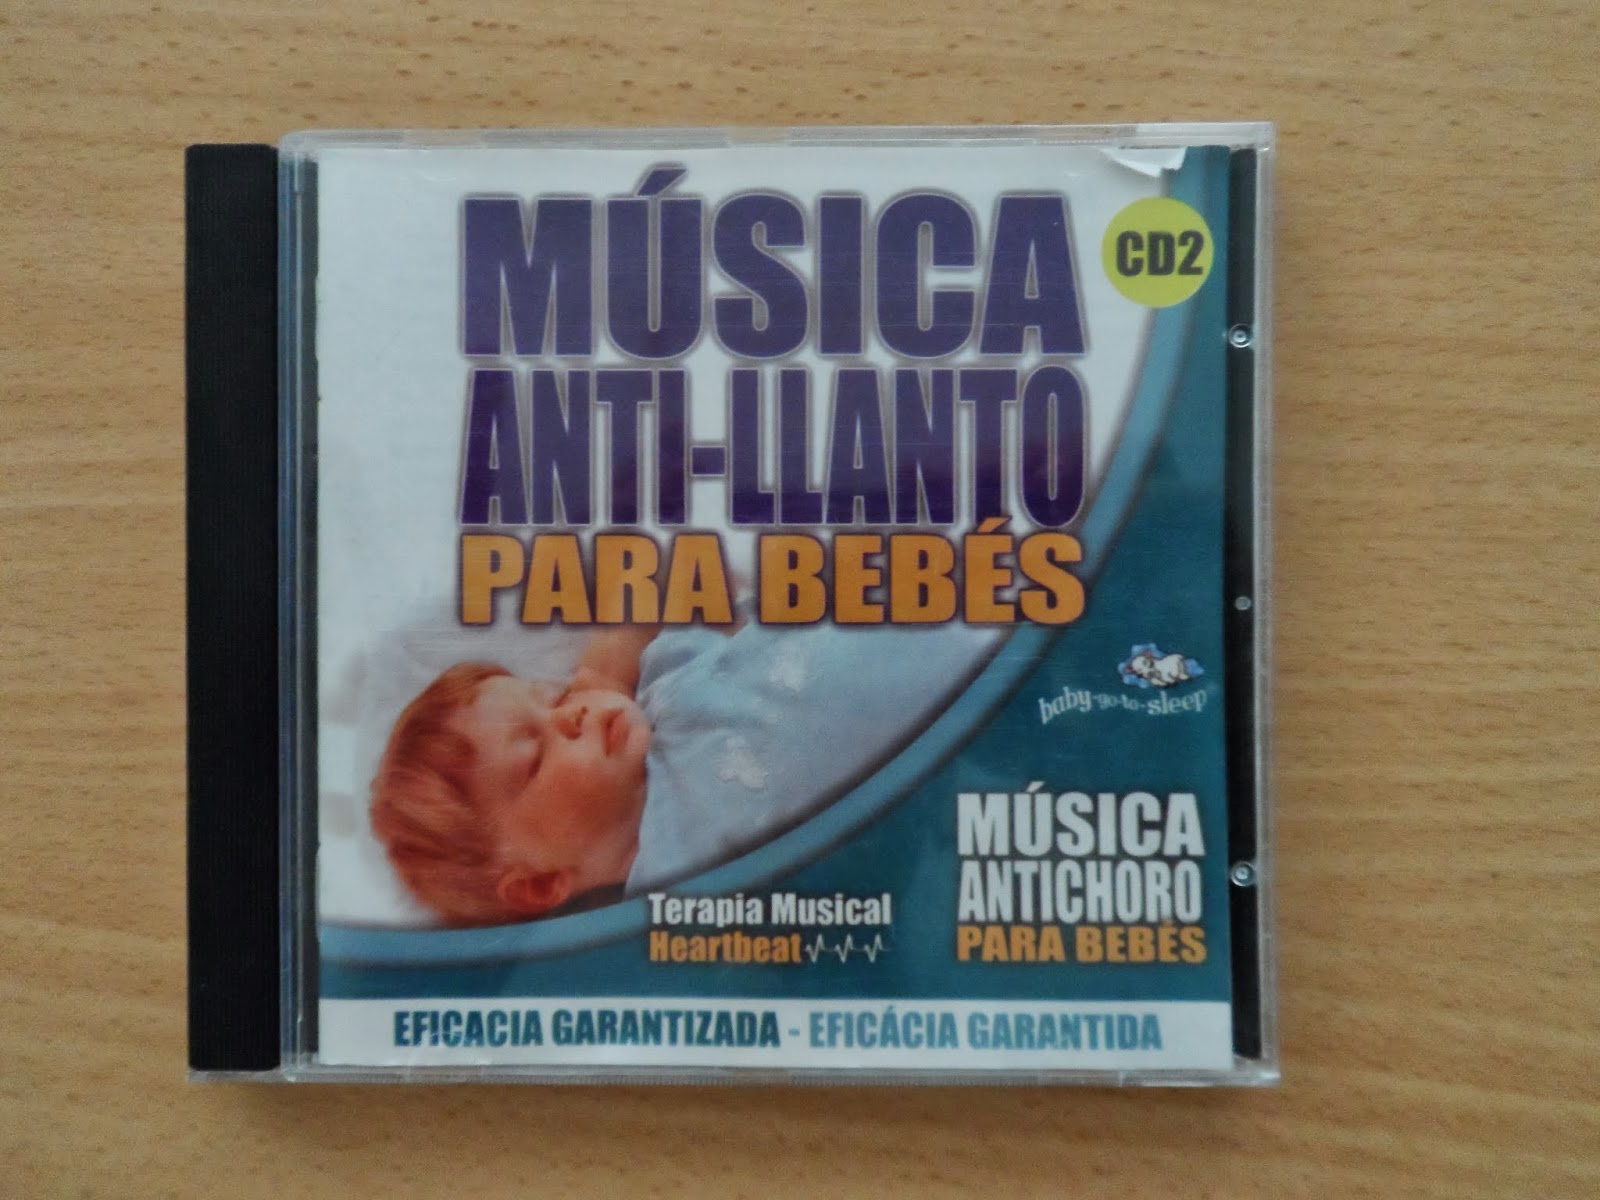 MÚSICA
ANTI-LLANTO
PARA BEBÉS
CD2
baby-go-to-sleep
MÚSICA
ANTICHORO
PARA BEBÉS
Terapia Musical
Heartbeat
EFICACIA GARANTIZADA - EFICÁCIA GARANTIDA